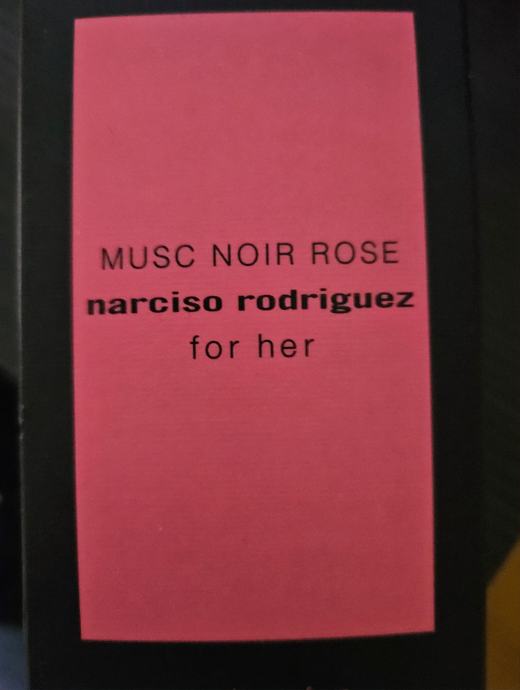 MUSC NOIR ROSE
narciso rodriguez
for her